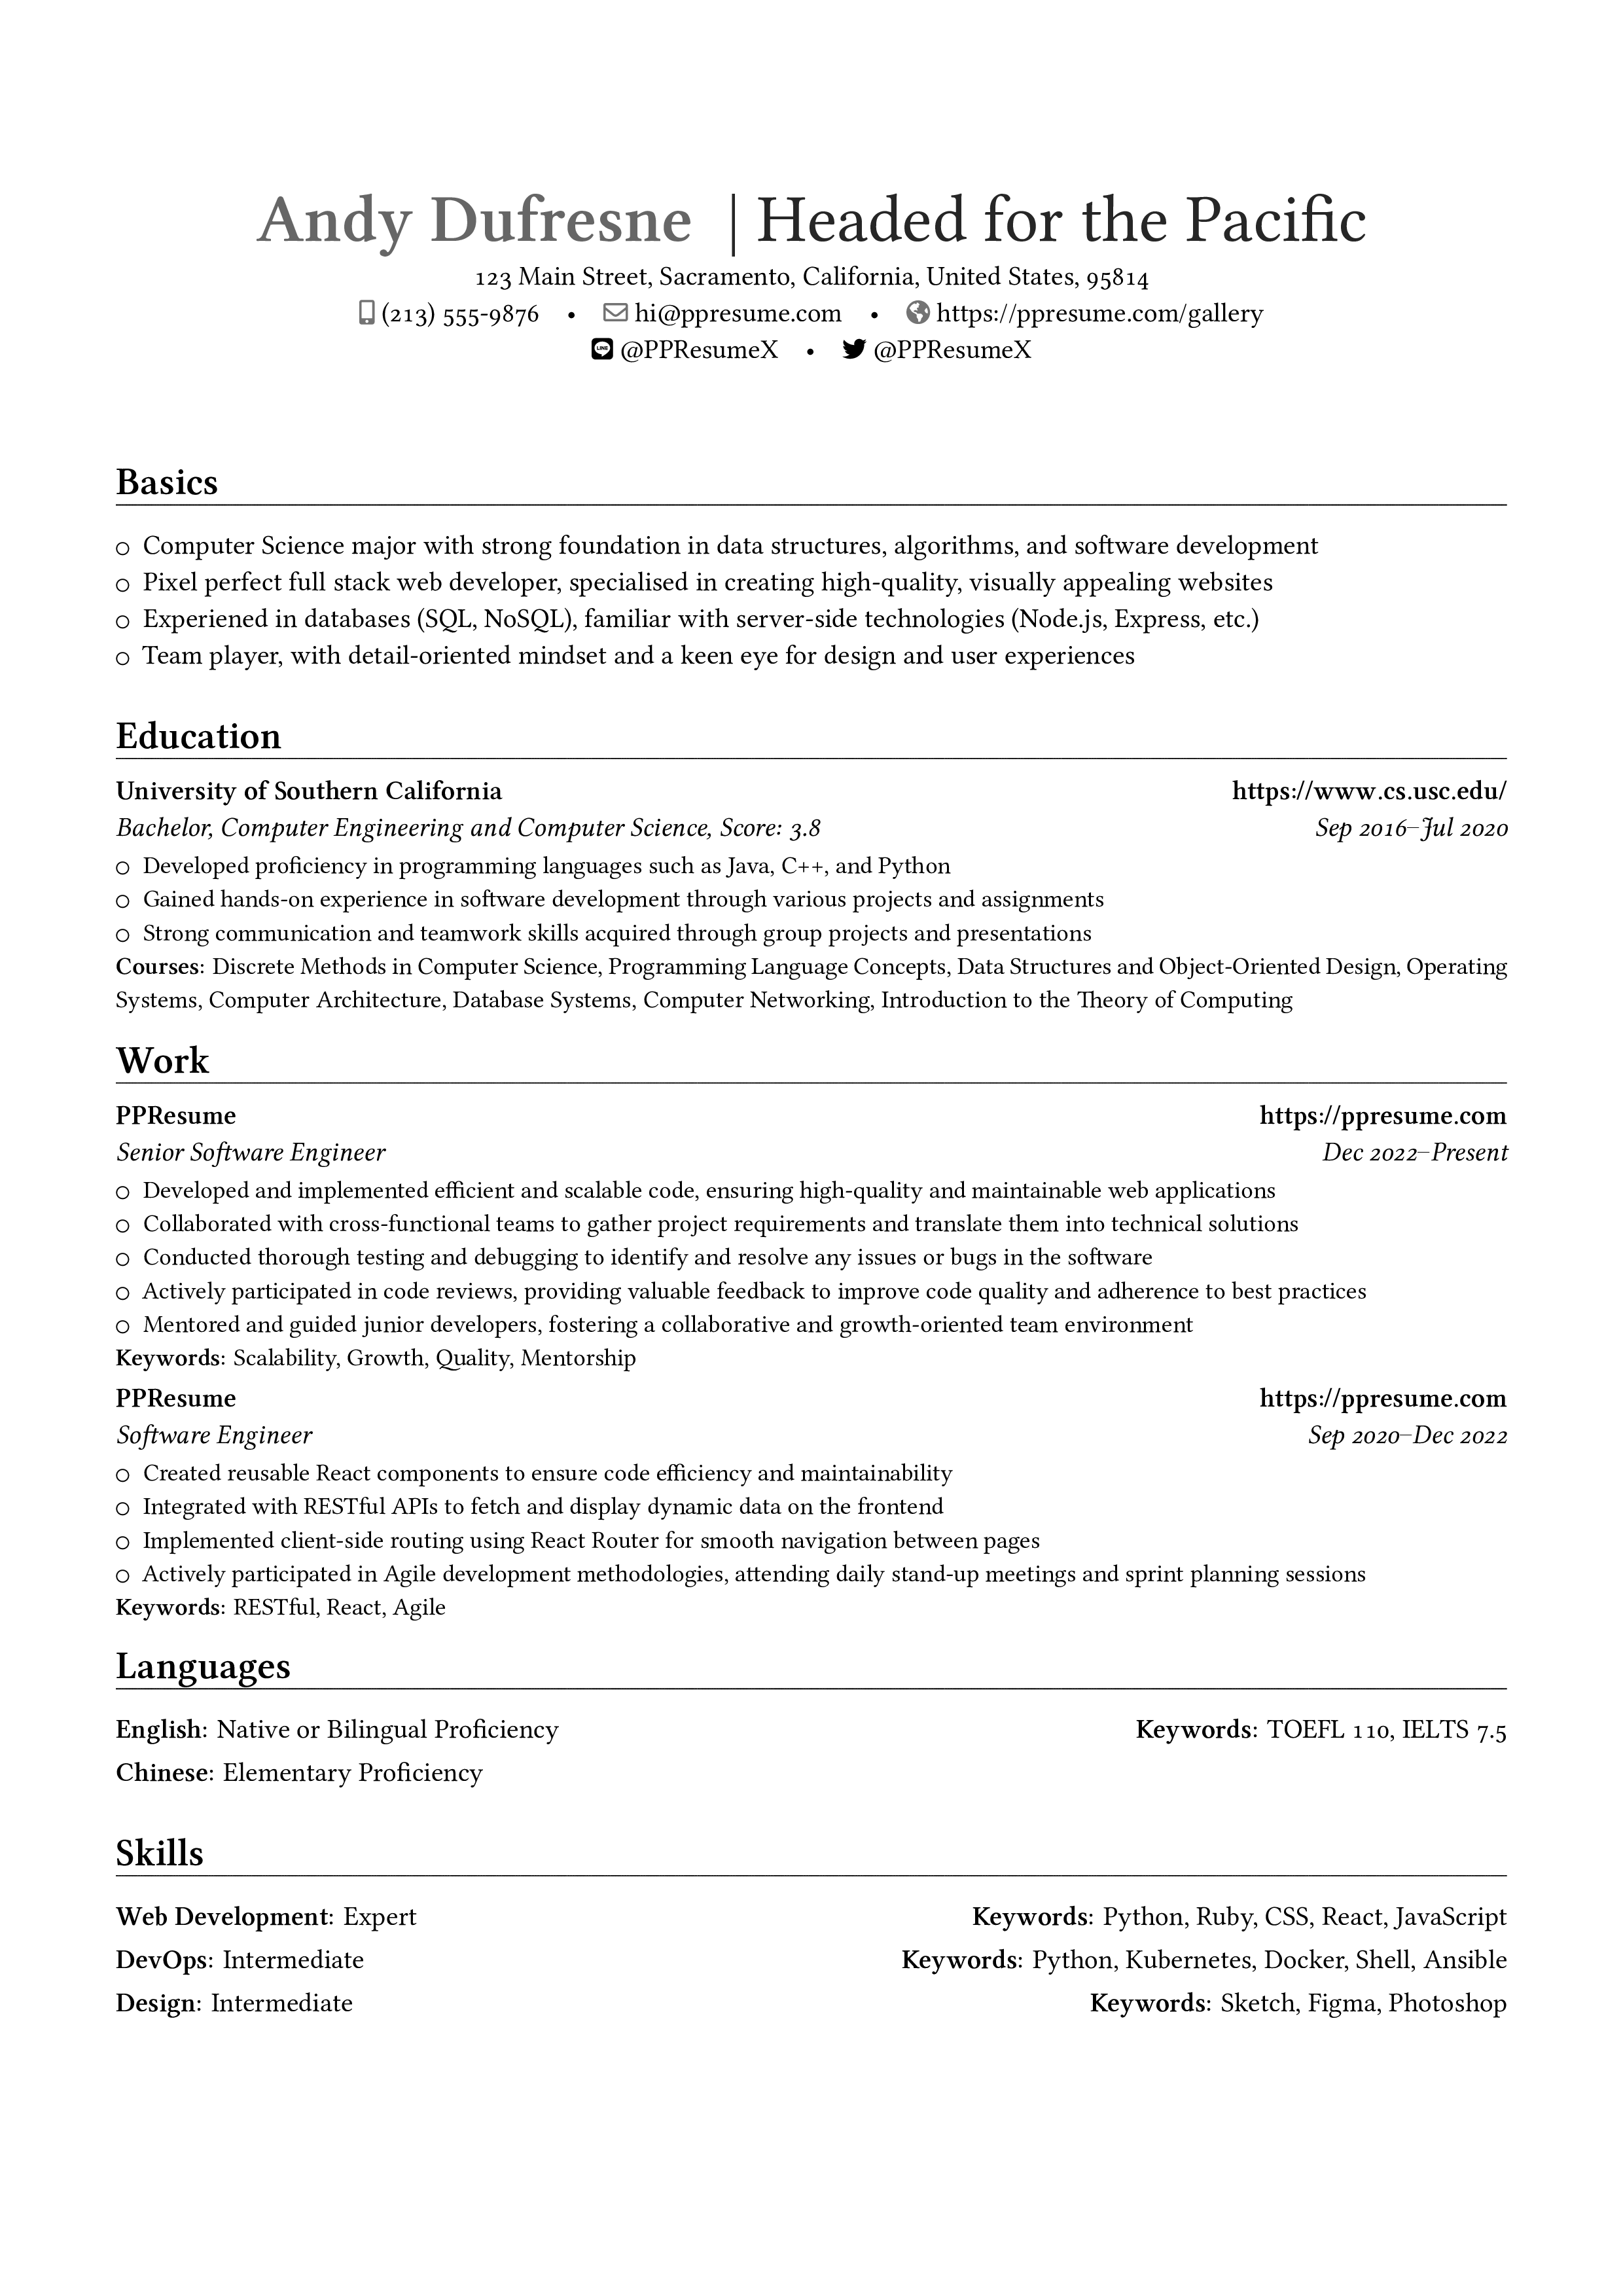 Andy Dufresne | Headed for the Pacific
123 Main Street, Sacramento, California, United States, 95814
(213) 555-9876 • hi@ppresume.com • https://ppresume.com/gallery
LINE @PPResumeX • @PPResumeX
Basics
○ Computer Science major with strong foundation in data structures, algorithms, and software development
○ Pixel perfect full stack web developer, specialised in creating high-quality, visually appealing websites
○ Experiened in databases (SQL, NoSQL), familiar with server-side technologies (Node.js, Express, etc.)
○ Team player, with detail-oriented mindset and a keen eye for design and user experiences
Education
University of Southern California https://www.cs.usc.edu/
Bachelor, Computer Engineering and Computer Science, Score: 3.8 Sep 2016–Jul 2020
○ Developed proficiency in programming languages such as Java, C++, and Python
○ Gained hands-on experience in software development through various projects and assignments
○ Strong communication and teamwork skills acquired through group projects and presentations
Courses: Discrete Methods in Computer Science, Programming Language Concepts, Data Structures and Object-Oriented Design, Operating
Systems, Computer Architecture, Database Systems, Computer Networking, Introduction to the Theory of Computing
Work
PPResume https://ppresume.com
Senior Software Engineer Dec 2022–Present
○ Developed and implemented efficient and scalable code, ensuring high-quality and maintainable web applications
○ Collaborated with cross-functional teams to gather project requirements and translate them into technical solutions
○ Conducted thorough testing and debugging to identify and resolve any issues or bugs in the software
○ Actively participated in code reviews, providing valuable feedback to improve code quality and adherence to best practices
○ Mentored and guided junior developers, fostering a collaborative and growth-oriented team environment
Keywords: Scalability, Growth, Quality, Mentorship
PPResume https://ppresume.com
Software Engineer Sep 2020–Dec 2022
○ Created reusable React components to ensure code efficiency and maintainability
○ Integrated with RESTful APIs to fetch and display dynamic data on the frontend
○ Implemented client-side routing using React Router for smooth navigation between pages
○ Actively participated in Agile development methodologies, attending daily stand-up meetings and sprint planning sessions
Keywords: RESTful, React, Agile
Languages
English: Native or Bilingual Proficiency Keywords: TOEFL 110, IELTS 7.5
Chinese: Elementary Proficiency
Skills
Web Development: Expert Keywords: Python, Ruby, CSS, React, JavaScript
DevOps: Intermediate Keywords: Python, Kubernetes, Docker, Shell, Ansible
Design: Intermediate Keywords: Sketch, Figma, Photoshop